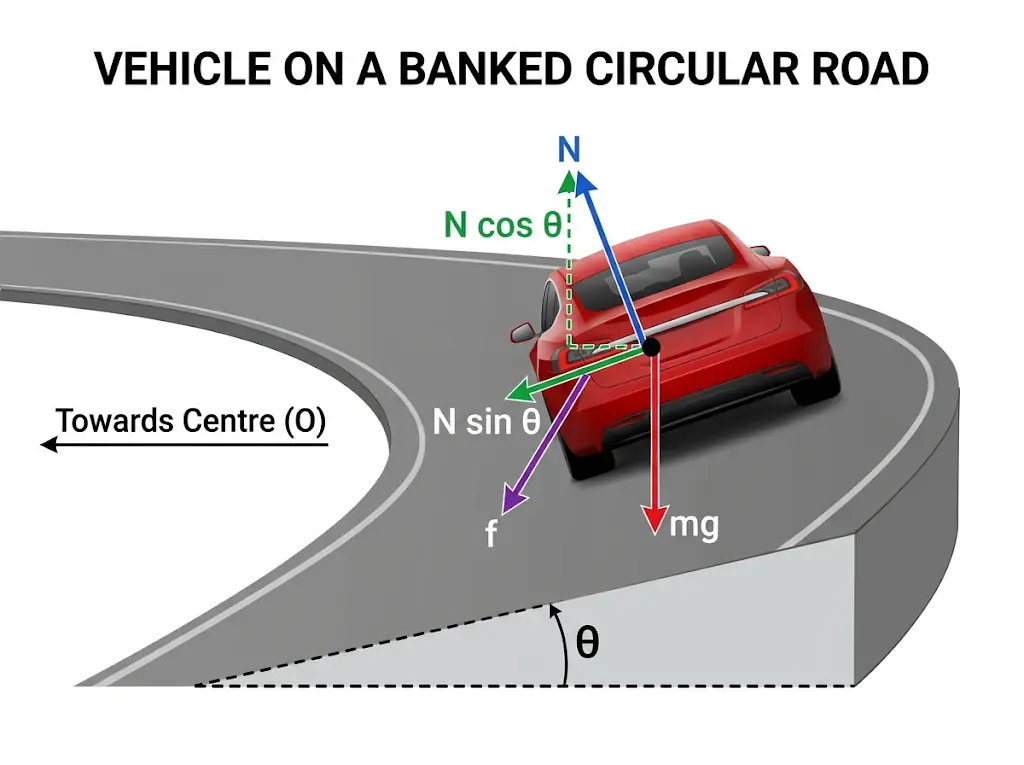 VEHICLE ON A BANKED CIRCULAR ROAD
N
N cos θ
Towards Centre (O)
N sin θ
f
mg
θ